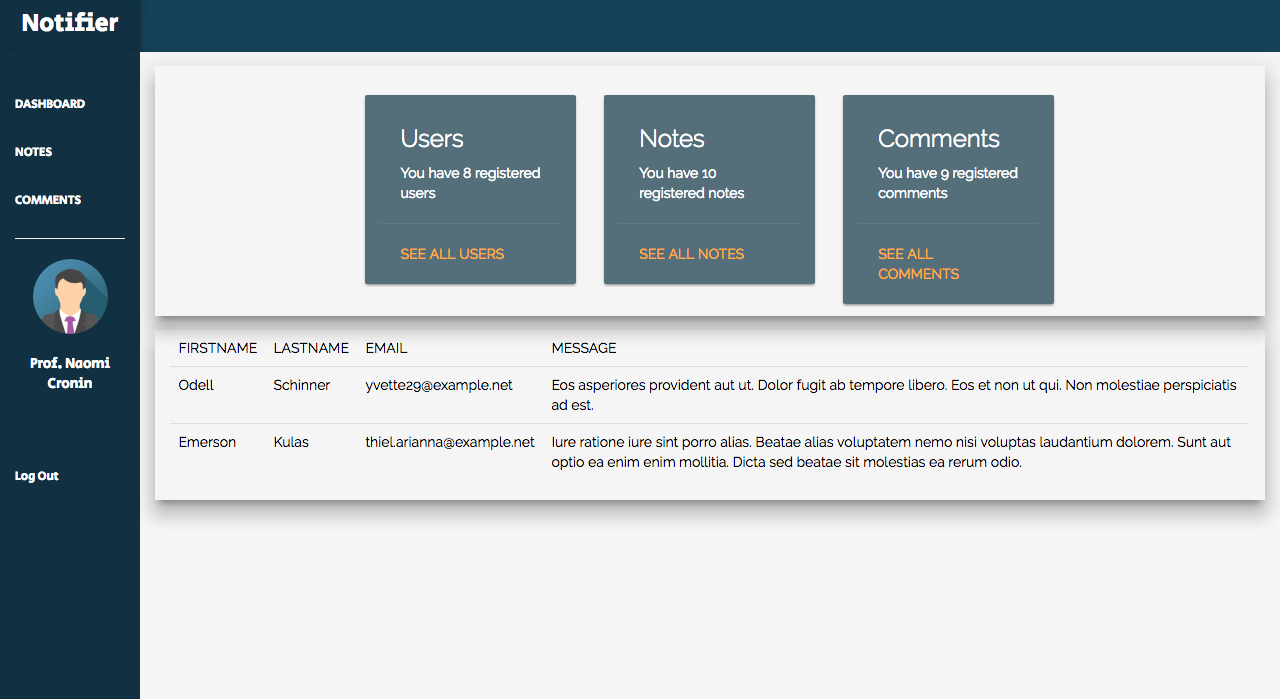 Notifier
DASHBOARD
NOTES
COMMENTS
Prof. Naomi
Cronin
Log Out
Users
You have 8 registered
users
SEE ALL USERS
Notes
You have 10
registered notes
SEE ALL NOTES
Comments
You have 9 registered
comments
SEE ALL
COMMENTS
FIRSTNAME LASTNAME EMAIL MESSAGE
Odell Schinner yvette29@example.net Eos asperiores provident aut ut. Dolor fugit ab tempore libero. Eos et non ut qui. Non molestiae perspiciatis
ad est.
Emerson Kulas thiel.arianna@example.net Iure ratione iure sint porro alias. Beatae alias voluptatem nemo nisi voluptas laudantium dolorem. Sunt aut
optio ea enim enim mollitia. Dicta sed beatae sit molestias ea rerum odio.